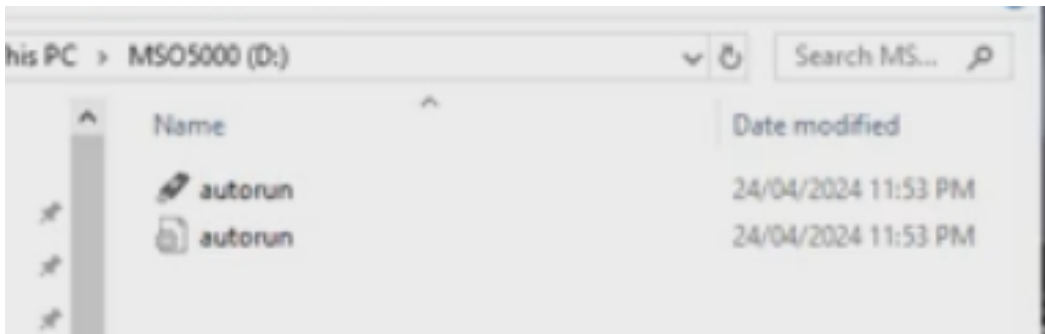 his PC > MSO5000 (D:)
Search MS...
Name
Date modified
autorun
24/04/2024 11:53 PM
autorun
24/04/2024 11:53 PM